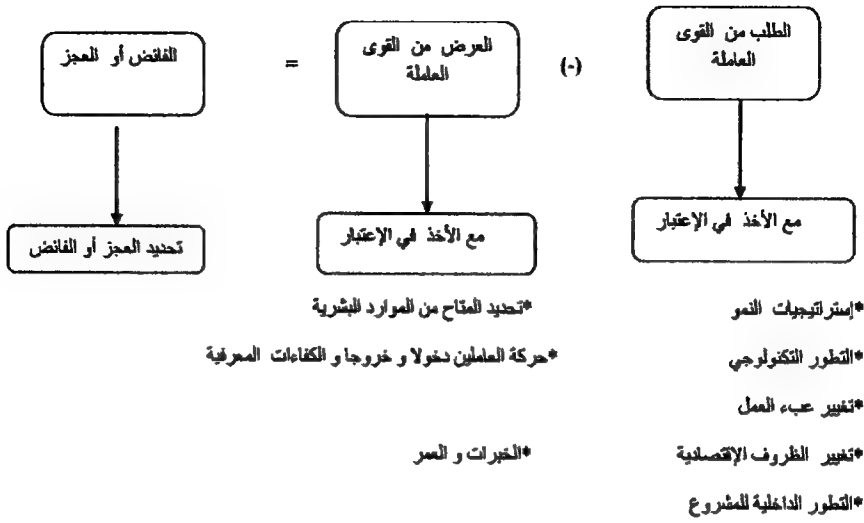 الطلب من القوى
العاملة
(-)
العرض من القوى
العاملة
=
الفائض أو العجز
مع الأخذ في الإعتبار
مع الأخذ في الإعتبار
تحديد العجز أو الفائض
*إستراتيجيات النمو
*تحديد المتاح من الموارد البشرية
*التطور التكنولوجي
*حركة العاملين دخولا و خروجا و الكفاءات المعرفية
*تغيير عبء العمل
*تغيير الظروف الإقتصادية
*الخبرات و العمر
*التطور الداخلية للمشروع